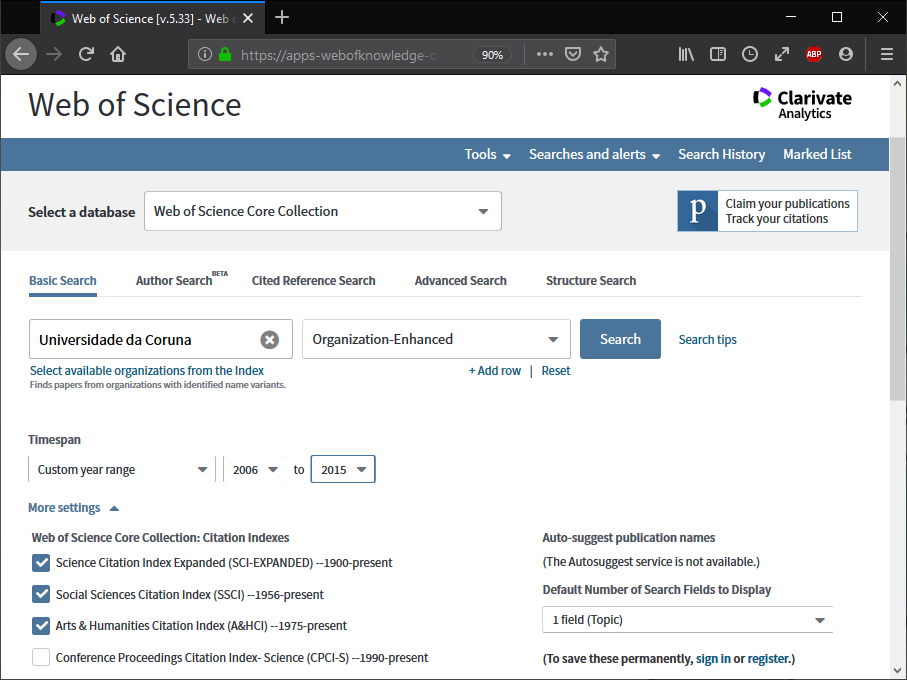 Web of Science [v.5.33] - Web
https://apps-webofknowledge-c
90%
ABP
Web of Science
Clarivate
Analytics
Tools
Searches and alerts
Search History
Marked List
Select a database
Web of Science Core Collection
p
Claim your publications
Track your citations
Basic Search
Author Search BETA
Cited Reference Search
Advanced Search
Structure Search
Universidade da Coruna
Organization-Enhanced
Search
Search tips
Select available organizations from the Index
Finds papers from organizations with identified name variants.
+ Add row | Reset
Timespan
Custom year range
2006
to
2015
More settings
Web of Science Core Collection: Citation Indexes
Science Citation Index Expanded (SCI-EXPANDED) --1900-present
Social Sciences Citation Index (SSCI) --1956-present
Arts & Humanities Citation Index (A&HCI) --1975-present
Conference Proceedings Citation Index- Science (CPCI-S) --1990-present
Auto-suggest publication names
(The Autosuggest service is not available.)
Default Number of Search Fields to Display
1 field (Topic)
(To save these permanently, sign in or register.)